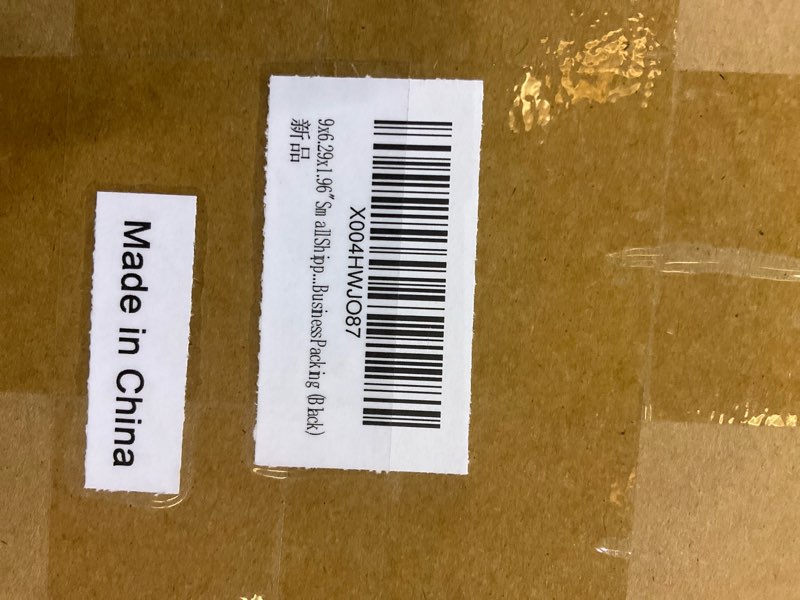 X004HWJO87
9x6.29x1.96"SmallShipp...BusinessPacking (Black)
新品
Made in China